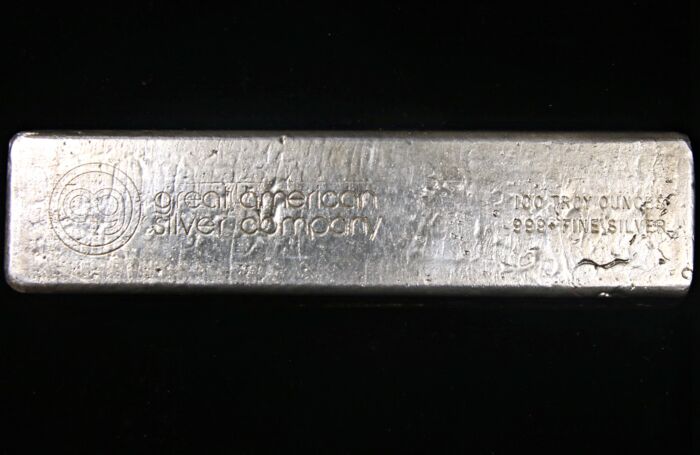 great american
silver company
100 TROY OUNCES
.999+ FINE SILVER